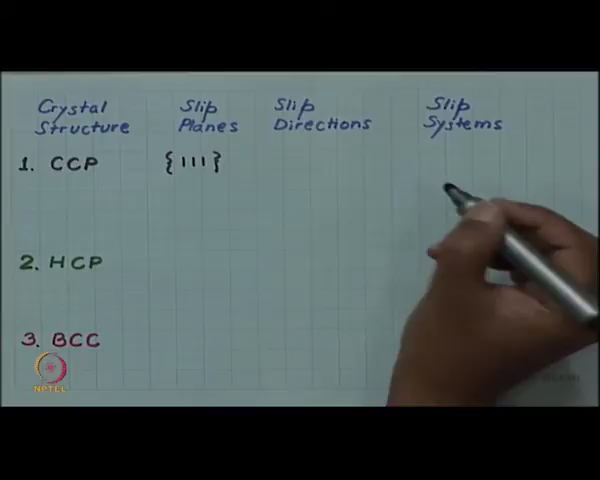 Crystal Structure
Slip Planes
Slip Directions
Slip Systems
1. CCP {111}
2. HCP
3. BCC
NPTEL